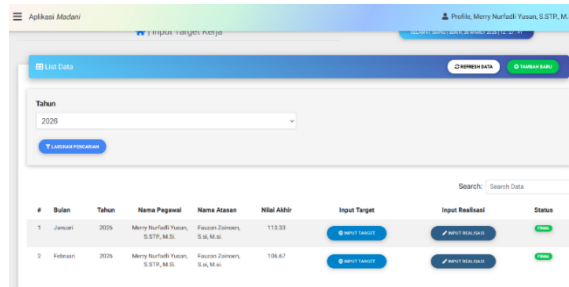 Aplikasi Madani
Profile, Merry Nurfadli Yusan, S.STP., M.
| Input Target Kerja
List Data
REFRESH DATA
TAMBAH BARU
Tahun
2026
LAKUKAN PENCARIAN
Search: Search Data
# Bulan Tahun Nama Pegawai Nama Atasan Nilai Akhir Input Target Input Realisasi Status
1 Januari 2026 Merry Nurfadli Yusan, Fauzan Zainoen, 113.33 INPUT TARGET INPUT REALISASI FINAL
S.STP., M.Si. S.si, M.si.
2 Februari 2026 Merry Nurfadli Yusan, Fauzan Zainoen, 106.67 INPUT TARGET INPUT REALISASI FINAL
S.STP., M.Si. S.si, M.si.